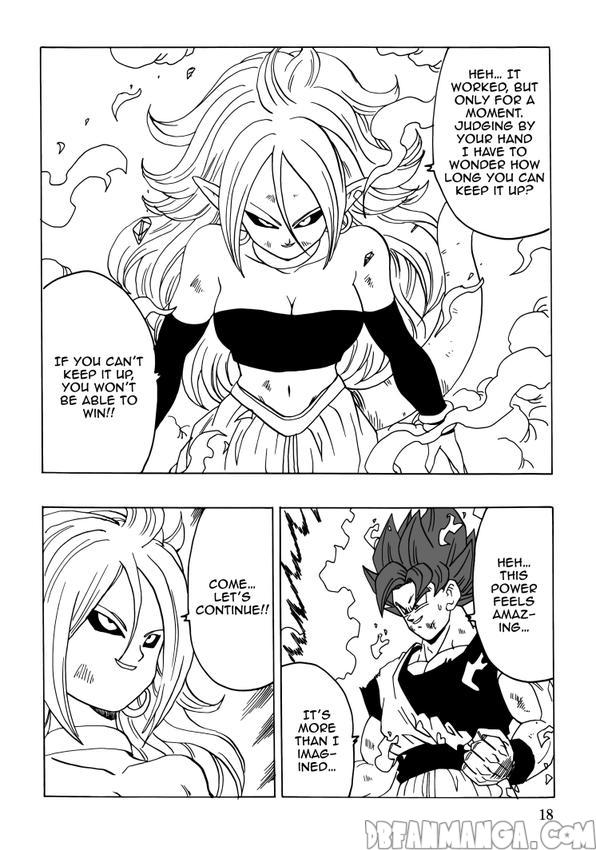 HEH... IT
WORKED, BUT
ONLY FOR A
MOMENT.
JUDGING BY
YOUR HAND
I HAVE TO
WONDER HOW
LONG YOU CAN
KEEP IT UP?
IF YOU CAN'T
KEEP IT UP,
YOU WON'T
BE ABLE TO
WIN!!
HEH...
THIS
POWER
FEELS
AMAZ-
ING...
IT'S
MORE
THAN I
IMAG-
INED...
COME...
LET'S
CONTINUE!!
18
DBFANMANGA.COM